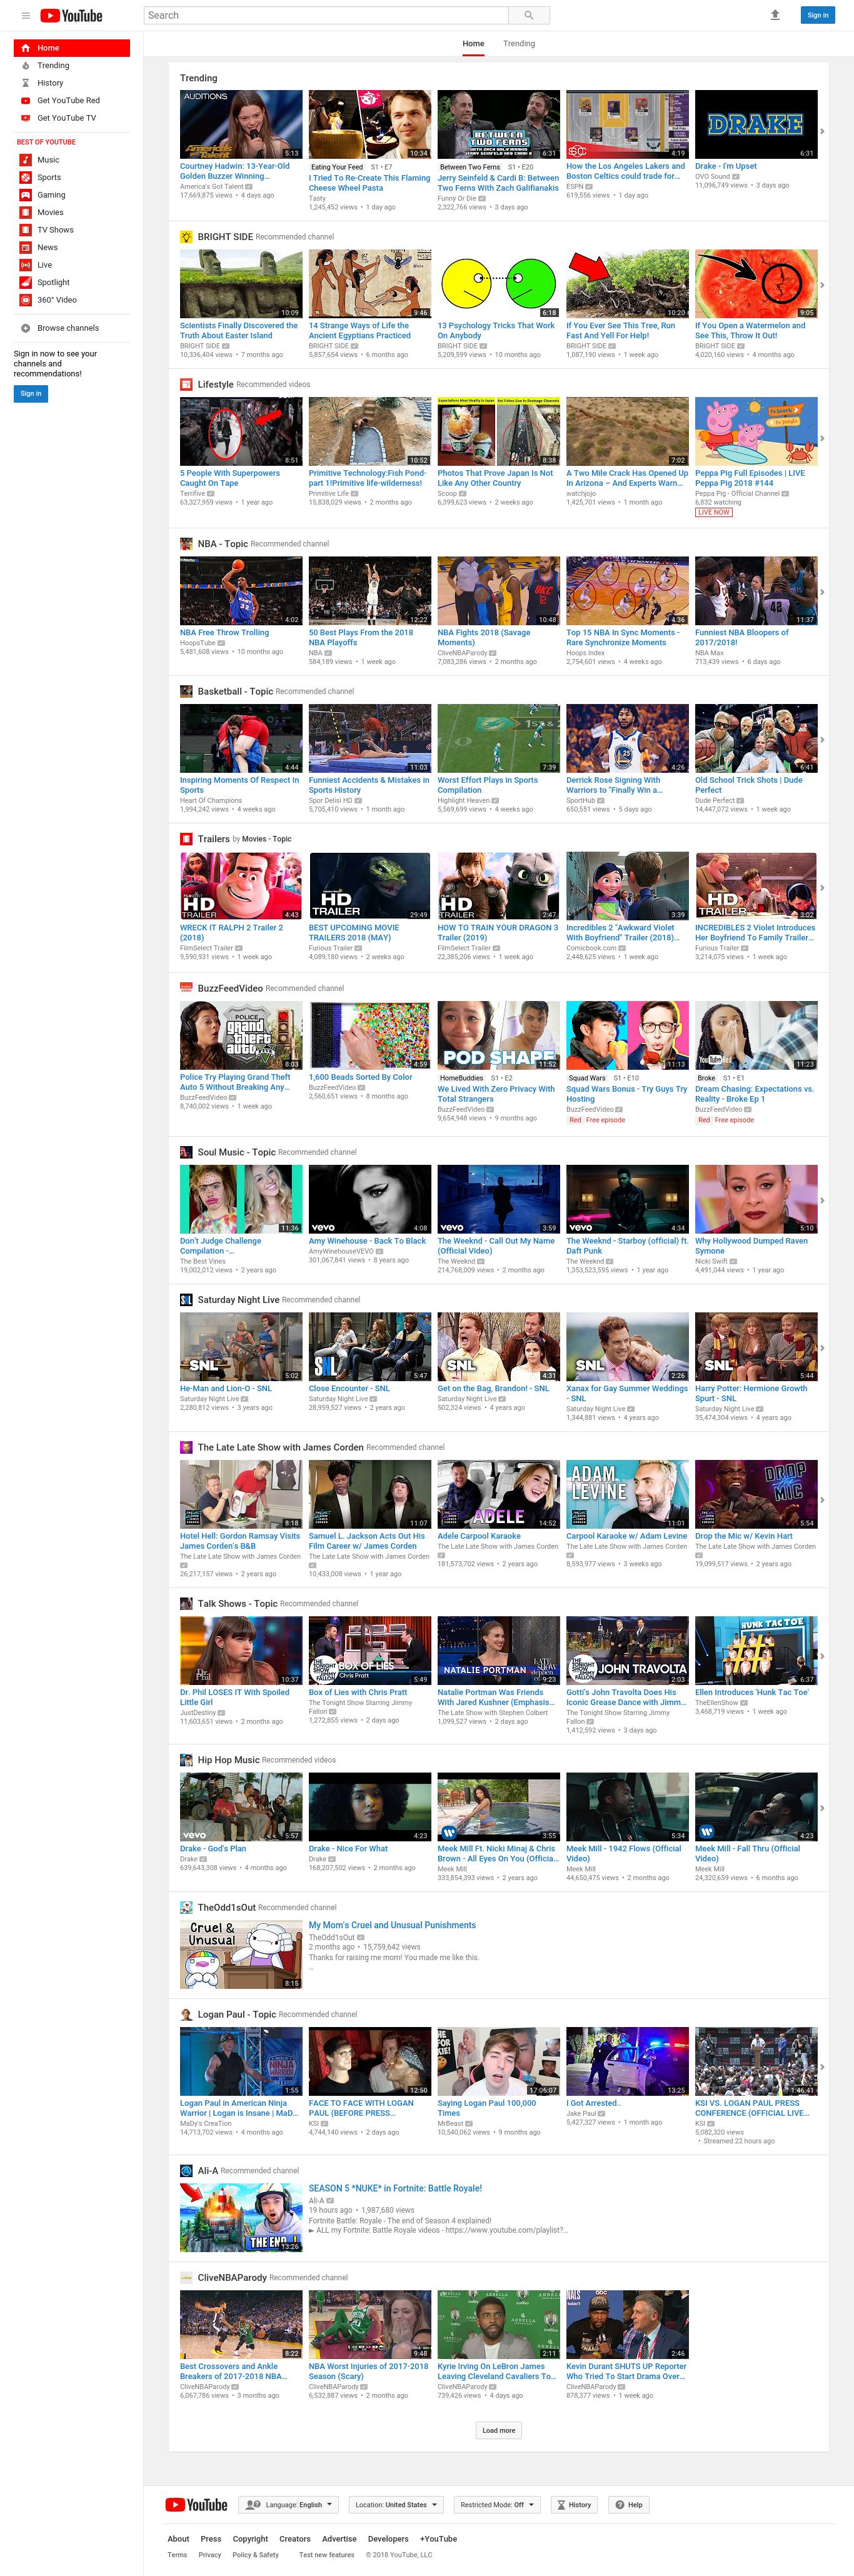 YouTube
Search
Sign in
Home
Trending
History
Get YouTube Red
Get YouTube TV
BEST OF YOUTUBE
Music
Sports
Gaming
Movies
TV Shows
News
Live
Spotlight
360° Video
Browse channels
Sign in now to see your
channels and
recommendations!
Sign in
Home Trending
Trending
AUDITIONS
5:13
Courtney Hadwin: 13-Year-Old
Golden Buzzer Winning...
America's Got Talent
17,669,875 views • 4 days ago
10:34
Eating Your Feed S1 • E7
I Tried To Re-Create This Flaming
Cheese Wheel Pasta
Tasty
1,245,452 views • 1 day ago
BETWEEN
TWO FERNS
6:31
Between Two Ferns S1 • E20
Jerry Seinfeld & Cardi B: Between
Two Ferns With Zach Galifianakis
Funny Or Die
2,322,766 views • 3 days ago
4:19
How the Los Angeles Lakers and
Boston Celtics could trade for...
ESPN
619,556 views • 1 day ago
DRAKE
6:31
Drake - I'm Upset
OVO Sound
11,096,749 views • 3 days ago
BRIGHT SIDE Recommended channel
10:09
Scientists Finally Discovered the
Truth About Easter Island
BRIGHT SIDE
10,336,404 views • 7 months ago
9:46
14 Strange Ways of Life the
Ancient Egyptians Practiced
BRIGHT SIDE
5,857,654 views • 6 months ago
6:18
13 Psychology Tricks That Work
On Anybody
BRIGHT SIDE
5,209,599 views • 10 months ago
10:20
If You Ever See This Tree, Run
Fast And Yell For Help!
BRIGHT SIDE
1,087,190 views • 1 week ago
9:05
If You Open a Watermelon and
See This, Throw It Out!
BRIGHT SIDE
4,020,160 views • 4 months ago
Lifestyle Recommended videos
8:51
5 People With Superpowers
Caught On Tape
Terrifive
63,327,959 views • 1 year ago
10:52
Primitive Technology:Fish Pond-
part 1!Primitive life-wilderness!
Primitive Life
15,838,029 views • 2 months ago
8:38
Photos That Prove Japan Is Not
Like Any Other Country
Scoop
6,399,623 views • 2 weeks ago
7:02
A Two Mile Crack Has Opened Up
In Arizona – And Experts Warn...
watchjojo
1,425,701 views • 1 month ago
Peppa Pig Full Episodes | LIVE
Peppa Pig 2018 #144
Peppa Pig - Official Channel
6,832 watching
LIVE NOW
NBA - Topic Recommended channel
4:02
NBA Free Throw Trolling
HoopsTube
5,481,608 views • 10 months ago
12:22
50 Best Plays From the 2018
NBA Playoffs
NBA
584,189 views • 1 week ago
10:48
NBA Fights 2018 (Savage
Moments)
CliveNBAParody
7,083,286 views • 2 months ago
4:36
Top 15 NBA In Sync Moments -
Rare Synchronize Moments
Hoops Index
2,754,601 views • 4 weeks ago
11:37
Funniest NBA Bloopers of
2017/2018!
NBA Max
713,439 views • 6 days ago
Basketball - Topic Recommended channel
4:44
Inspiring Moments Of Respect In
Sports
Heart Of Champions
1,994,242 views • 4 weeks ago
11:03
Funniest Accidents & Mistakes in
Sports History
Spor Delisi HD
5,705,410 views • 1 month ago
7:39
Worst Effort Plays in Sports
Compilation
Highlight Heaven
5,569,699 views • 4 weeks ago
4:26
Derrick Rose Signing With
Warriors to "Finally Win a...
SportHub
650,551 views • 5 days ago
6:41
Old School Trick Shots | Dude
Perfect
Dude Perfect
14,447,072 views • 1 week ago
Trailers by Movies - Topic
HD
TRAILER
4:43
WRECK IT RALPH 2 Trailer 2
(2018)
FilmSelect Trailer
9,590,931 views • 1 week ago
HD
TRAILER
29:49
BEST UPCOMING MOVIE
TRAILERS 2018 (MAY)
Furious Trailer
4,089,180 views • 2 weeks ago
HD
TRAILER
2:47
HOW TO TRAIN YOUR DRAGON 3
Trailer (2019)
FilmSelect Trailer
22,385,206 views • 1 week ago
3:39
Incredibles 2 "Awkward Violet
With Boyfriend" Trailer (2018)...
Comicbook.com
2,448,625 views • 1 week ago
HD
TRAILER
3:02
INCREDIBLES 2 Violet Introduces
Her Boyfriend To Family Trailer...
Furious Trailer
3,214,075 views • 1 week ago
BuzzFeedVideo Recommended channel
POLICE
grand theft auto
8:03
Police Try Playing Grand Theft
Auto 5 Without Breaking Any...
BuzzFeedVideo
8,740,002 views • 1 week ago
4:59
1,600 Beads Sorted By Color
BuzzFeedVideo
2,560,651 views • 8 months ago
POD SHAPE
11:52
HomeBuddies S1 • E2
We Lived With Zero Privacy With
Total Strangers
BuzzFeedVideo
9,654,948 views • 9 months ago
11:13
Squad Wars S1 • E10
Squad Wars Bonus - Try Guys Try
Hosting
BuzzFeedVideo
Red Free episode
YouTube
11:23
Broke S1 • E1
Dream Chasing: Expectations vs.
Reality - Broke Ep 1
BuzzFeedVideo
Red Free episode
Soul Music - Topic Recommended channel
11:36
Don't Judge Challenge
Compilation -...
The Best Vines
19,002,012 views • 2 years ago
vevo
4:08
Amy Winehouse - Back To Black
AmyWinehouseVEVO
301,067,841 views • 8 years ago
vevo
3:59
The Weeknd - Call Out My Name
(Official Video)
The Weeknd
214,768,009 views • 2 months ago
vevo
4:34
The Weeknd - Starboy (official) ft.
Daft Punk
The Weeknd
1,353,523,595 views • 1 year ago
5:10
Why Hollywood Dumped Raven
Symone
Nicki Swift
4,491,044 views • 1 year ago
Saturday Night Live Recommended channel
SNL
5:02
He-Man and Lion-O - SNL
Saturday Night Live
2,280,812 views • 3 years ago
SNL
5:47
Close Encounter - SNL
Saturday Night Live
28,959,527 views • 2 years ago
SNL
4:31
Get on the Bag, Brandon! - SNL
Saturday Night Live
502,324 views • 4 years ago
SNL
2:26
Xanax for Gay Summer Weddings
- SNL
Saturday Night Live
1,344,881 views • 4 years ago
SNL
5:44
Harry Potter: Hermione Growth
Spurt - SNL
Saturday Night Live
35,474,304 views • 4 years ago
The Late Late Show with James Corden Recommended channel
8:18
Hotel Hell: Gordon Ramsay Visits
James Corden's B&B
The Late Late Show with James Corden
26,217,157 views • 2 years ago
11:07
Samuel L. Jackson Acts Out His
Film Career w/ James Corden
The Late Late Show with James Corden
10,433,008 views • 1 year ago
ADELE
14:52
Adele Carpool Karaoke
The Late Late Show with James Corden
181,573,702 views • 2 years ago
ADAM
LEVINE
11:01
Carpool Karaoke w/ Adam Levine
The Late Late Show with James Corden
8,593,977 views • 3 weeks ago
DROP
THE
MIC
5:54
Drop the Mic w/ Kevin Hart
The Late Late Show with James Corden
19,099,517 views • 2 years ago
Talk Shows - Topic Recommended channel
10:37
Dr. Phil LOSES IT With Spoiled
Little Girl
JustDestiny
11,603,651 views • 2 months ago
BOX OF LIES
Chris Pratt
5:49
Box of Lies with Chris Pratt
The Tonight Show Starring Jimmy
Fallon
1,272,855 views • 2 days ago
NATALIE PORTMAN
9:23
Natalie Portman Was Friends
With Jared Kushner (Emphasis...
The Late Show with Stephen Colbert
1,099,527 views • 2 days ago
JOHN TRAVOLTA
2:03
Gotti's John Travolta Does His
Iconic Grease Dance with Jimm...
The Tonight Show Starring Jimmy
Fallon
1,412,592 views • 3 days ago
HUNK TAC TOE
6:37
Ellen Introduces 'Hunk Tac Toe'
TheEllenShow
3,468,719 views • 1 week ago
Hip Hop Music Recommended videos
vevo
5:57
Drake - God's Plan
Drake
639,643,308 views • 4 months ago
4:23
Drake - Nice For What
Drake
168,207,502 views • 2 months ago
3:55
Meek Mill Ft. Nicki Minaj & Chris
Brown - All Eyes On You (Officia...
Meek Mill
333,854,393 views • 2 years ago
5:34
Meek Mill - 1942 Flows (Official
Video)
Meek Mill
44,650,475 views • 2 months ago
4:23
Meek Mill - Fall Thru (Official
Video)
Meek Mill
24,320,659 views • 6 months ago
TheOdd1sOut Recommended channel
Cruel &
Unusual
8:15
My Mom's Cruel and Unusual Punishments
TheOdd1sOut
2 months ago • 15,759,642 views
Thanks for raising me mom! You made me like this.
...
Logan Paul - Topic Recommended channel
1:55
Logan Paul in American Ninja
Warrior | Logan is Insane | MaD...
MaDy's CreaTion
14,713,702 views • 4 months ago
12:50
FACE TO FACE WITH LOGAN
PAUL (BEFORE PRESS...
KSI
4,744,140 views • 2 days ago
17:06:07
Saying Logan Paul 100,000
Times
MrBeast
10,540,062 views • 9 months ago
13:25
I Got Arrested..
Jake Paul
5,427,327 views • 1 month ago
1:46:41
KSI VS. LOGAN PAUL PRESS
CONFERENCE (OFFICIAL LIVE...
KSI
5,082,320 views
• Streamed 22 hours ago
Ali-A Recommended channel
THE END
13:26
SEASON 5 *NUKE* in Fortnite: Battle Royale!
Ali-A
19 hours ago • 1,987,680 views
Fortnite Battle: Royale - The end of Season 4 explained!
► ALL my Fortnite: Battle Royale videos - https://www.youtube.com/playlist?...
CliveNBAParody Recommended channel
8:22
Best Crossovers and Ankle
Breakers of 2017-2018 NBA...
CliveNBAParody
6,067,786 views • 3 months ago
9:48
NBA Worst Injuries of 2017-2018
Season (Scary)
CliveNBAParody
6,532,887 views • 2 months ago
2:11
Kyrie Irving On LeBron James
Leaving Cleveland Cavaliers To...
CliveNBAParody
739,426 views • 4 days ago
2:46
Kevin Durant SHUTS UP Reporter
Who Tried To Start Drama Over...
CliveNBAParody
878,377 views • 1 week ago
Load more
YouTube Language: English Location: United States Restricted Mode: Off History Help
About Press Copyright Creators Advertise Developers +YouTube
Terms Privacy Policy & Safety Test new features © 2018 YouTube, LLC